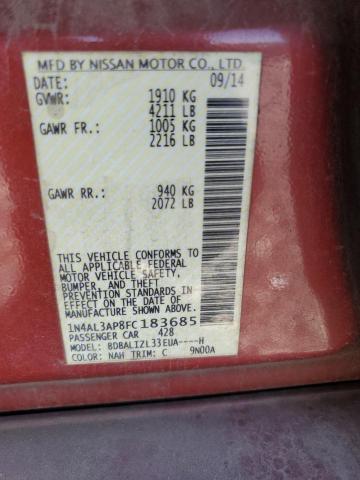 MFD BY NISSAN MOTOR CO., LTD.
DATE: 09/14
GVWR: 1910 KG
4211 LB
GAWR FR.: 1005 KG
2216 LB
GAWR RR.: 940 KG
2072 LB
THIS VEHICLE CONFORMS TO
ALL APPLICABLE FEDERAL
MOTOR VEHICLE SAFETY,
BUMPER, AND THEFT
PREVENTION STANDARDS
IN EFFECT ON THE DATE OF
MANUFACTURE SHOWN ABOVE.
1N4AL3AP8FC183685
PASSENGER CAR 428
MODEL: BDBALIZL33EUA----H
COLOR: NAH TRIM: C 9N00A